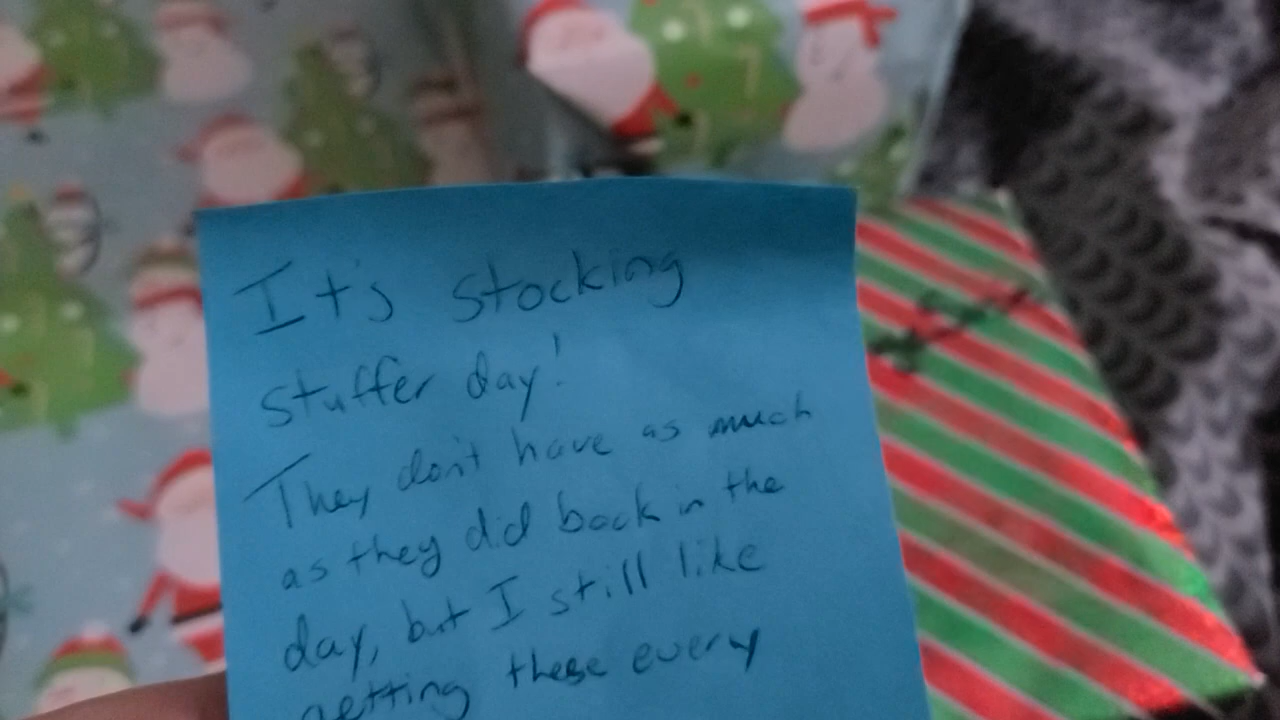 It's stocking
stuffer day!
They don't have as much
as they did back in the
day, but I still like
getting these every